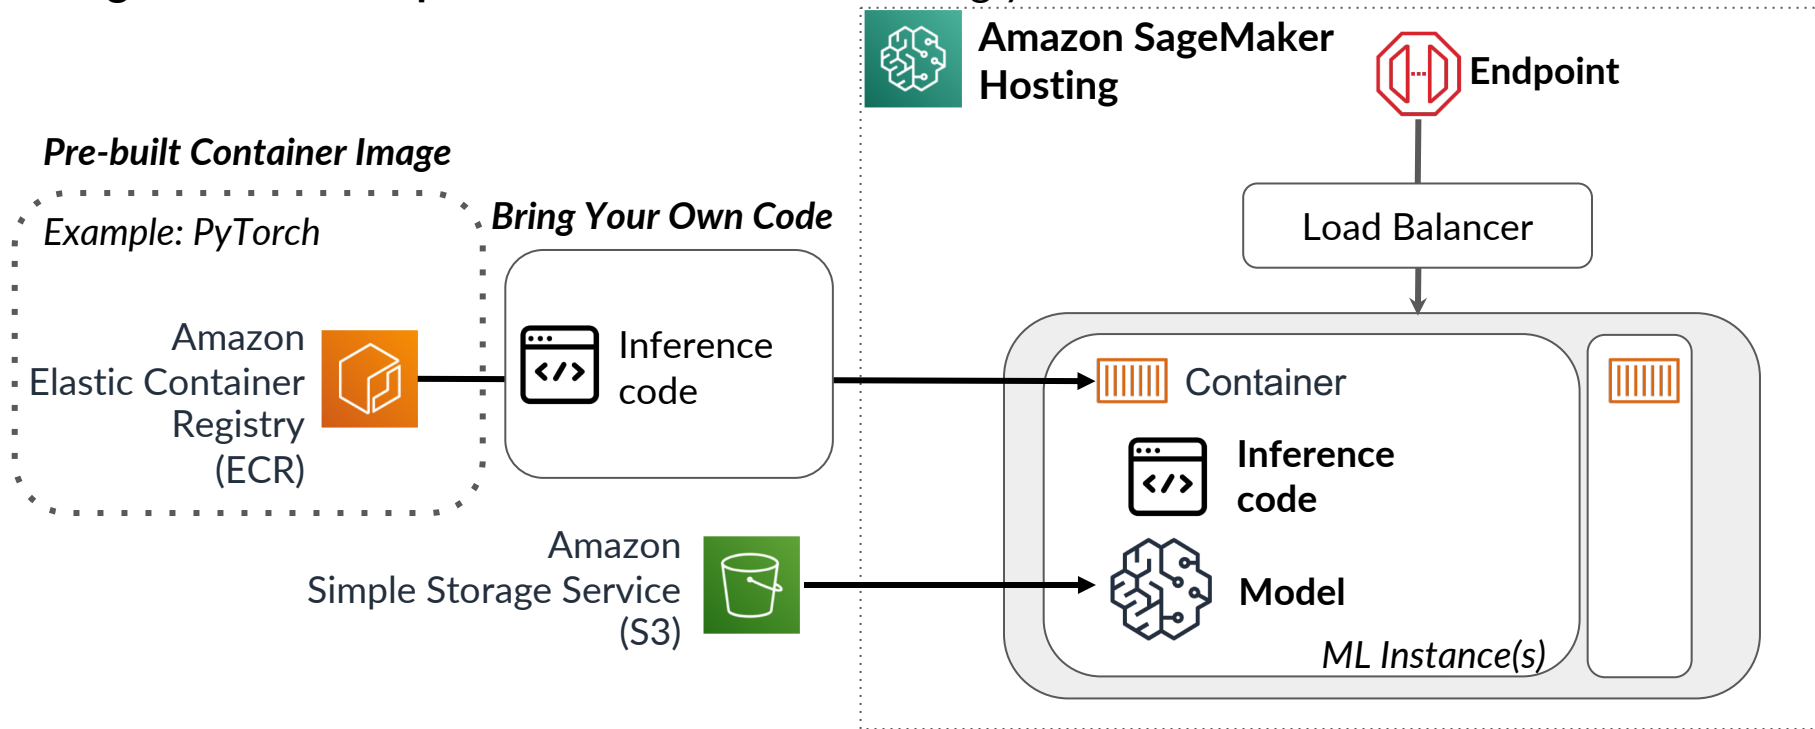 Amazon SageMaker
Hosting
Endpoint
Pre-built Container Image
Example: PyTorch
Bring Your Own Code
Load Balancer
Amazon
Elastic Container
Registry
(ECR)
Inference
code
Container
Inference
code
Amazon
Simple Storage Service
(S3)
Model
ML Instance(s)